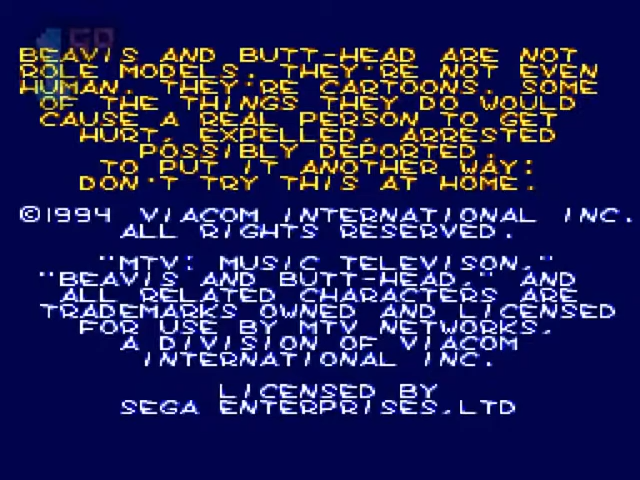 BEAVIS AND BUTT-HEAD ARE NOT
ROLE MODELS. THEY'RE NOT EVEN
HUMAN. THEY'RE CARTOONS. SOME
OF THE THINGS THEY DO WOULD
CAUSE A REAL PERSON TO GET
HURT, EXPELLED, ARRESTED
POSSIBLY DEPORTED.
TO PUT IT ANOTHER WAY:
DON'T TRY THIS AT HOME.
©1994 VIACOM INTERNATIONAL INC.
ALL RIGHTS RESERVED.
"MTV: MUSIC TELEVISON,"
"BEAVIS AND BUTT-HEAD," AND
ALL RELATED CHARACTERS ARE
TRADEMARKS OWNED AND LICENSED
FOR USE BY MTV NETWORKS,
A DIVISION OF VIACOM
INTERNATIONAL INC.
LICENSED BY
SEGA ENTERPRISES,LTD